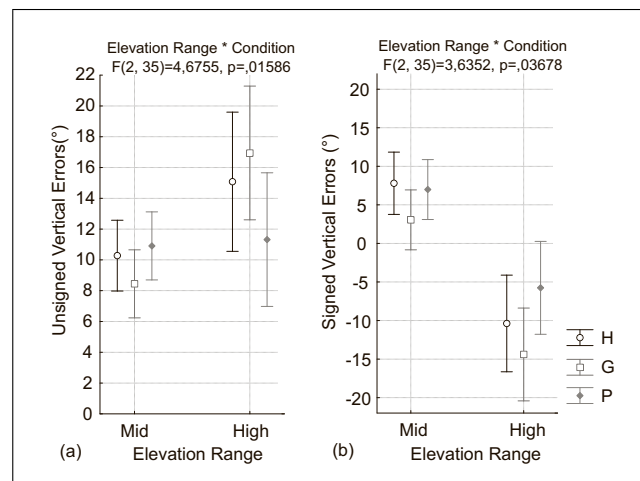 Elevation Range * Condition
F(2, 35)=4,6755, p=,01586
22
20
18
16
14
12
10
8
6
4
2
0
Unsigned Vertical Errors(°)
Mid
High
(a)
Elevation Range
Elevation Range * Condition
F(2, 35)=3,6352, p=,03678
20
15
10
5
0
-5
-10
-15
-20
Signed Vertical Errors (°)
Mid
High
(b)
Elevation Range
H
G
P